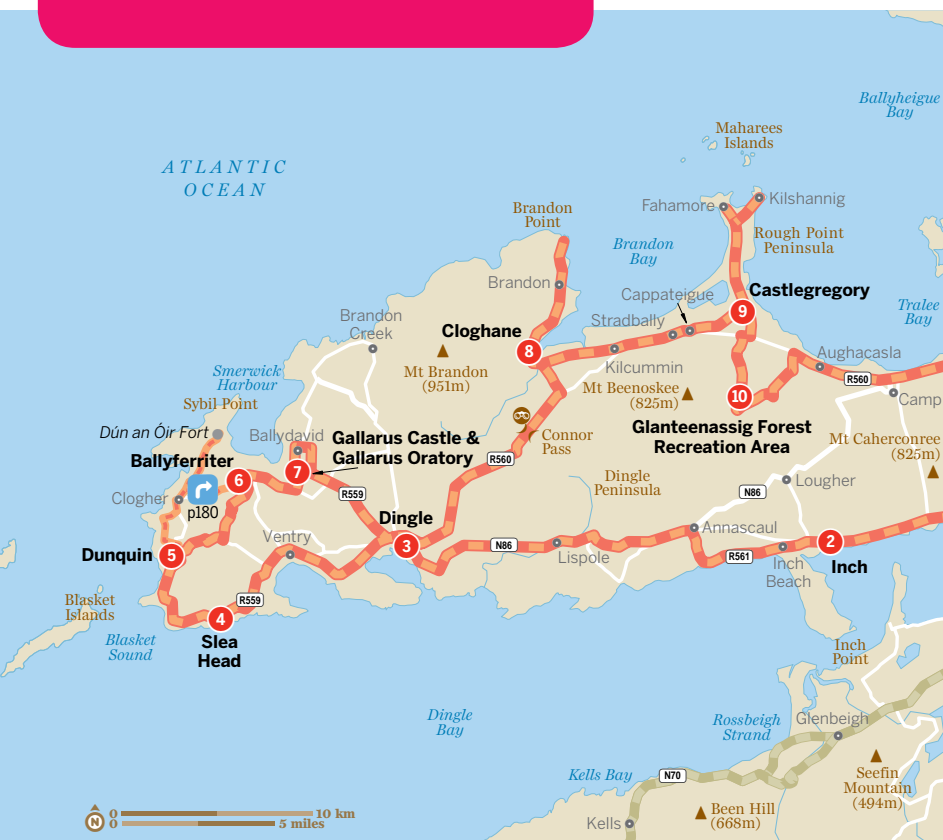 Ballyheigue
Bay
Maharees
Islands
ATLANTIC
OCEAN
Kilshannig
Fahamore
Brandon
Point
Rough Point
Peninsula
Brandon
Bay
Brandon
Castlegregory
9
Cappateigue
Tralee
Bay
Brandon
Creek
Stradbally
Cloghane
8
Kilcummin
Aughacasla
Mt Brandon
(951m)
Smerwick
Harbour
R560
Mt Beenoskee
(825m)
10
Camp
Sybil Point
Glanteenassig Forest
Recreation Area
Dún an Óir Fort
Ballydavid
Gallarus Castle &
Gallarus Oratory
Connor
Pass
Mt Caherconree
(825m)
Ballyferriter
6
7
R560
Dingle
Peninsula
Lougher
Clogher
p180
R559
N86
Dingle
3
Annascaul
Ventry
N86
Lispole
2
Dunquin
5
R561
Inch
Beach
Inch
Blasket
Islands
R559
4
Slea
Head
Blasket
Sound
Inch
Point
Dingle
Bay
Rossbeigh
Strand
Glenbeigh
Kells Bay
N70
Seefin
Mountain
(494m)
Been Hill
(668m)
Kells
N
0
10 km
0
5 miles